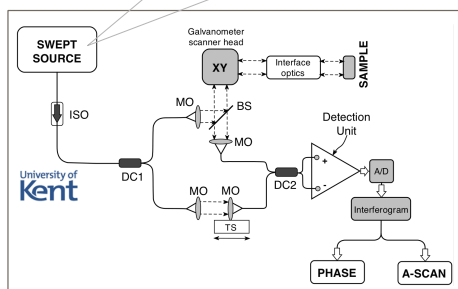 SWEPT
SOURCE
Galvanometer
scanner head
XY
Interface
optics
SAMPLE
ISO
MO
BS
MO
Detection
Unit
DC1
DC2
+
-
A/D
University of
Kent
MO
MO
TS
Interferogram
PHASE
A-SCAN